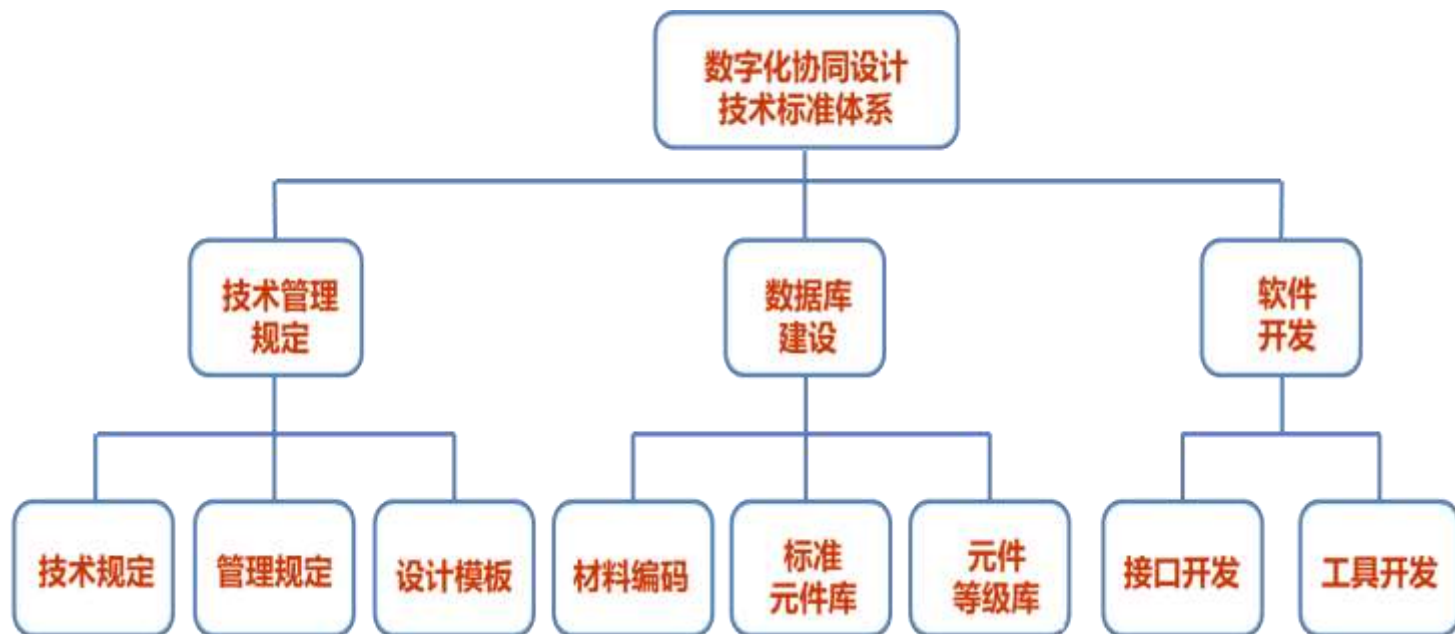 数字化协同设计
技术标准体系
技术管理
规定
数据库
建设
软件
开发
技术规定
管理规定
设计模板
材料编码
标准
元件库
元件
等级库
接口开发
工具开发